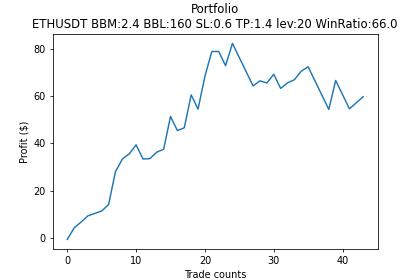 Portfolio
ETHUSDT BBM:2.4 BBL:160 SL:0.6 TP:1.4 lev:20 WinRatio:66.0
80
60
40
20
0
Profit ($)
0 10 20 30 40
Trade counts